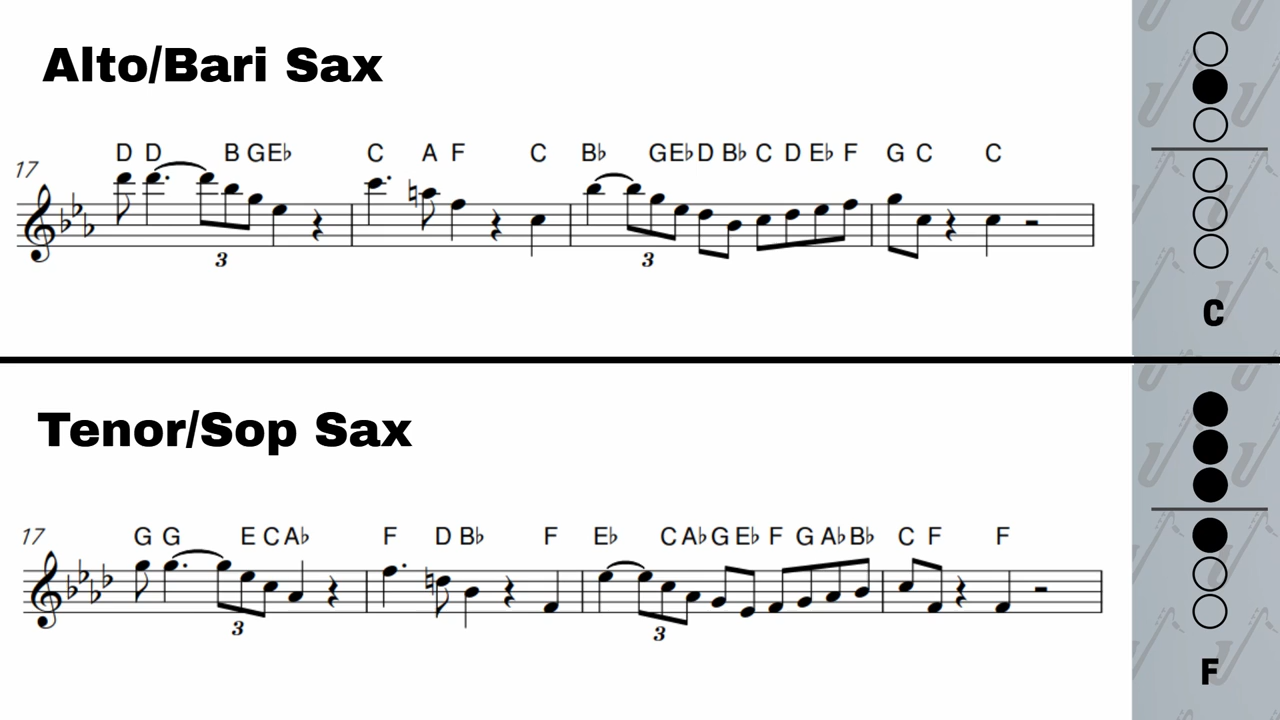 Alto/Bari Sax
17
D D B G E♭ C A F C B♭ G E♭ D B♭ C D E♭ F G C C
3 3
C
Tenor/Sop Sax
17
G G E C A♭ F D B♭ F E♭ C A♭ G E♭ F G A♭ B♭ C F F
3 3
F